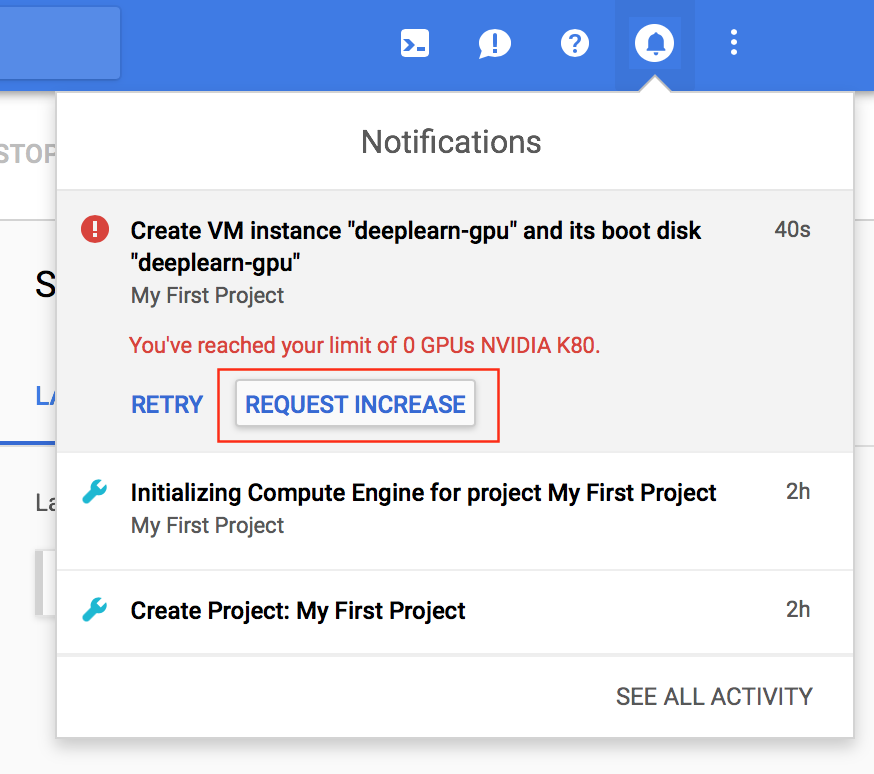 Notifications
STOP
Create VM instance "deeplearn-gpu" and its boot disk
40s
"deeplearn-gpu"
S
My First Project
You've reached your limit of 0 GPUs NVIDIA K80.
RETRY
REQUEST INCREASE
Initializing Compute Engine for project My First Project
2h
My First Project
Create Project: My First Project
2h
SEE ALL ACTIVITY